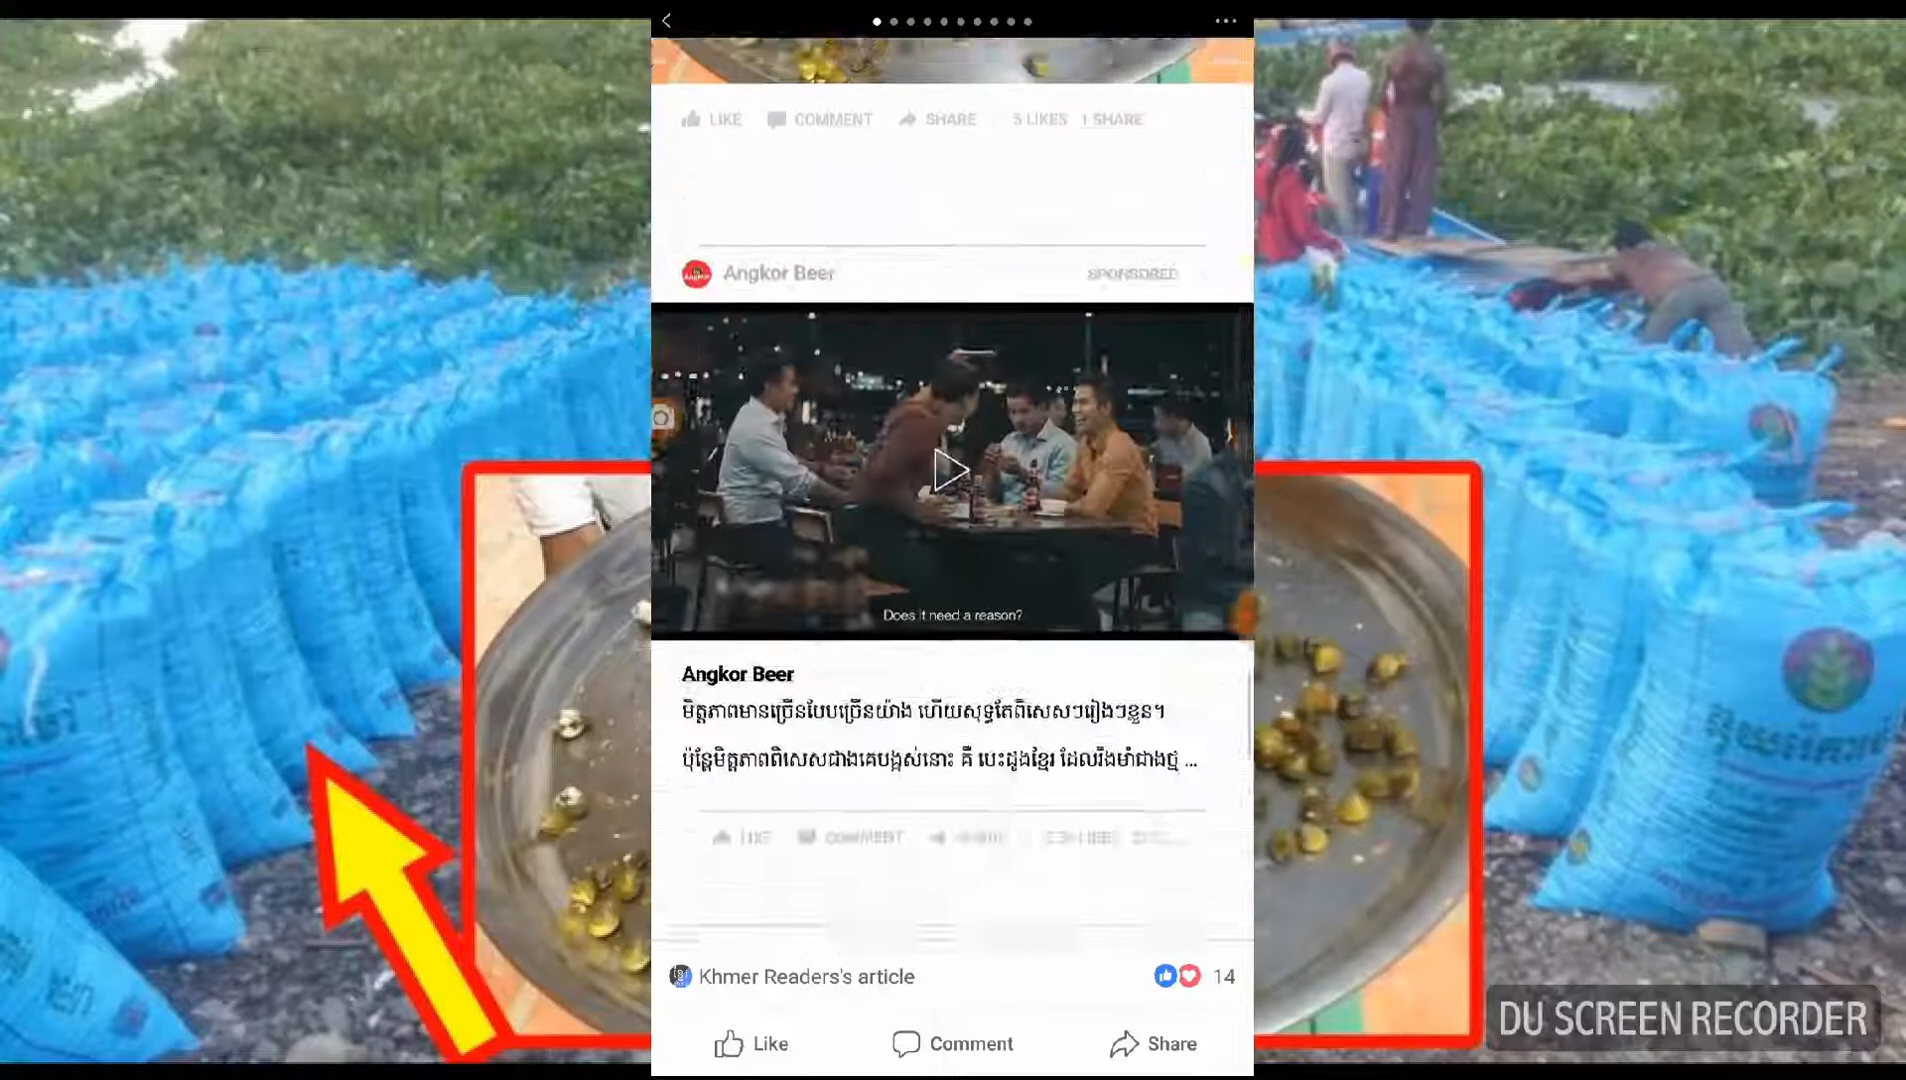 LIKE COMMENT SHARE 5 LIKES 1 SHARE
Angkor Beer SPONSORED
Does it need a reason?
Angkor Beer
មិត្តភាពមានច្រើនបែបច្រើនយ៉ាង ហើយសុទ្ធតែពិសេសៗរៀងៗខ្លួន។
ប៉ុន្តែមិត្តភាពពិសេសជាងគេបង្អស់នោះ គឺ បេះដូងខ្មែរ ដែលរឹងមាំជាងថ្ម ...
LIKE COMMENT
Khmer Readers's article 14
Like Comment Share
DU SCREEN RECORDER